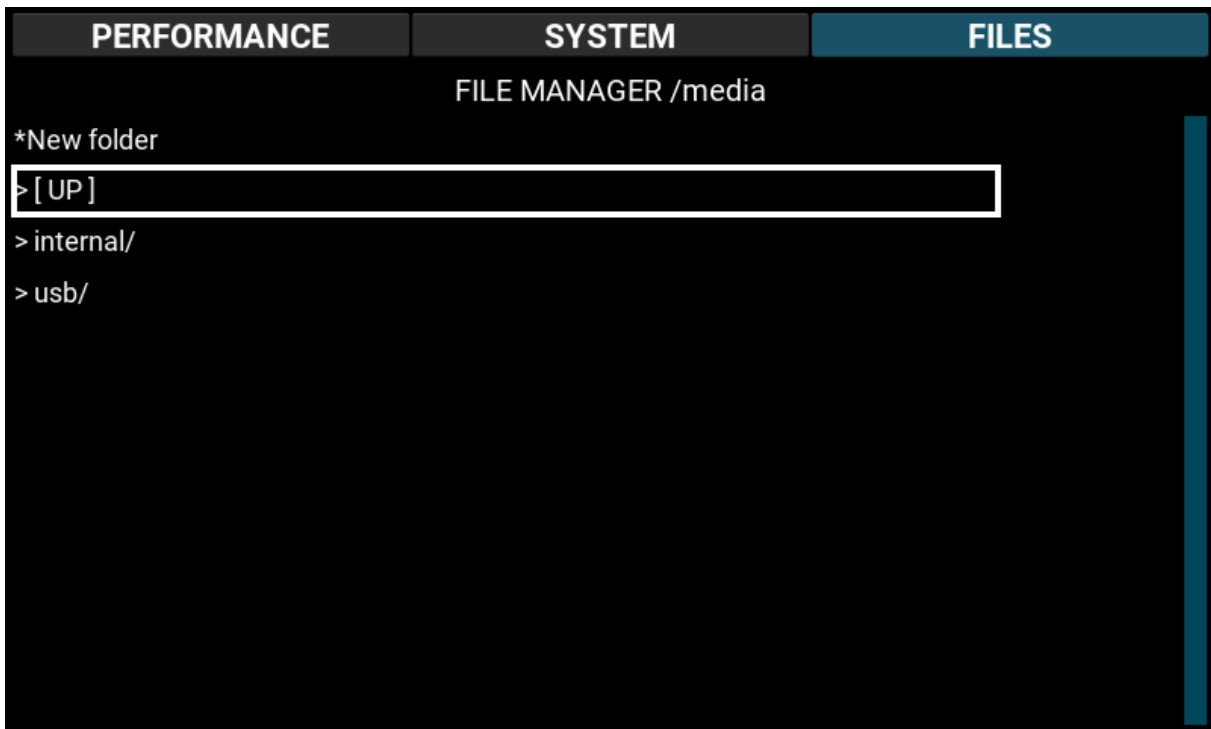 PERFORMANCE SYSTEM FILES
FILE MANAGER /media
*New folder
> [ UP ]
> internal/
> usb/